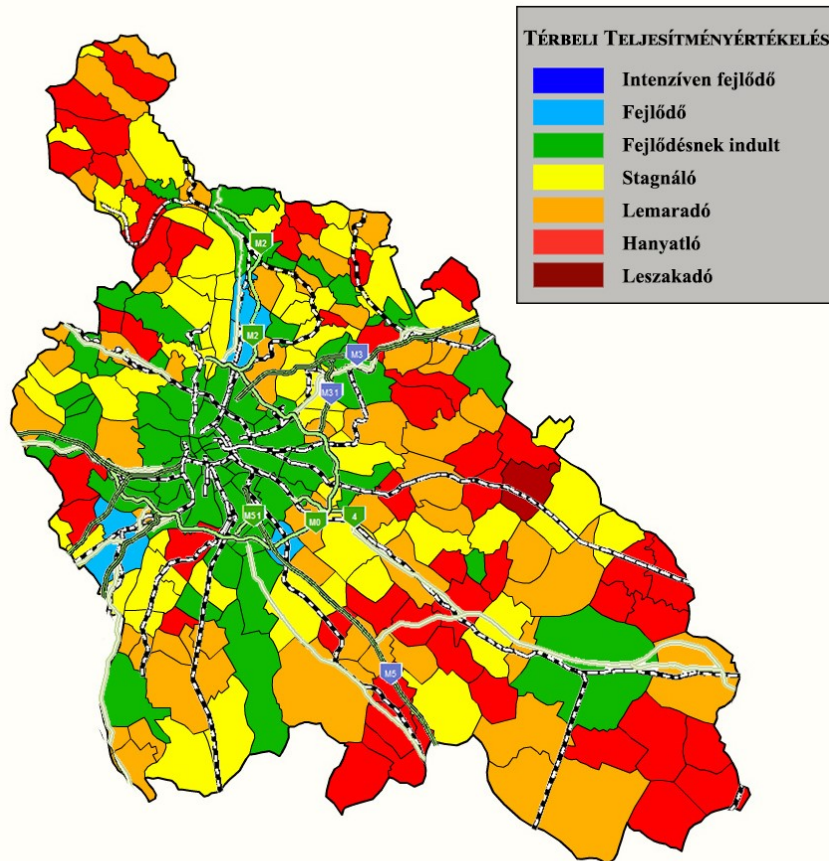 TÉRBELI TELJESÍTMÉNYÉRTÉKELÉS
Intenzíven fejlődő
Fejlődő
Fejlődésnek indult
Stagnáló
Lemaradó
Hanyatló
Leszakadó
M2
M2
M3
M31
M51
M0
4
M5